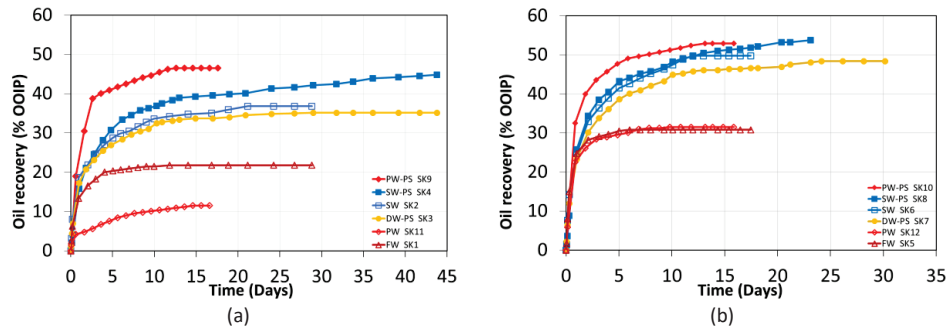 60
50
40
30
20
10
0
Oil recovery (% OOIP)
PW-PS SK9
SW-PS SK4
SW SK2
DW-PS SK3
PW SK11
FW SK1
0 5 10 15 20 25 30 35 40 45
Time (Days)
(a)
60
50
40
30
20
10
0
Oil recovery (% OOIP)
PW-PS SK10
SW-PS SK8
SW SK6
DW-PS SK7
PW SK12
FW SK5
0 5 10 15 20 25 30 35
Time (Days)
(b)